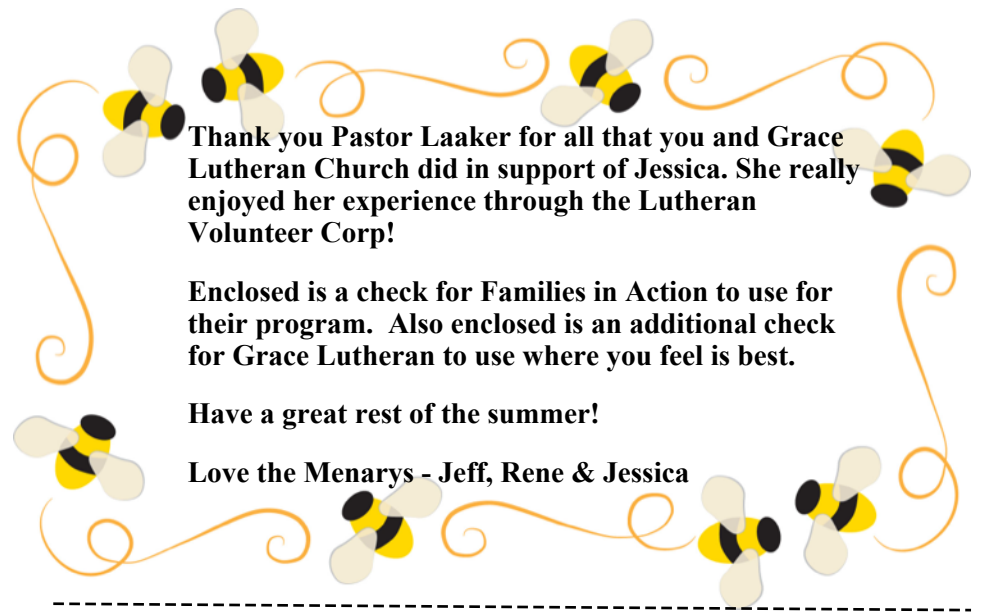 Thank you Pastor Laaker for all that you and Grace
Lutheran Church did in support of Jessica. She really
enjoyed her experience through the Lutheran
Volunteer Corp!
Enclosed is a check for Families in Action to use for
their program.  Also enclosed is an additional check
for Grace Lutheran to use where you feel is best.
Have a great rest of the summer!
Love the Menarys - Jeff, Rene & Jessica